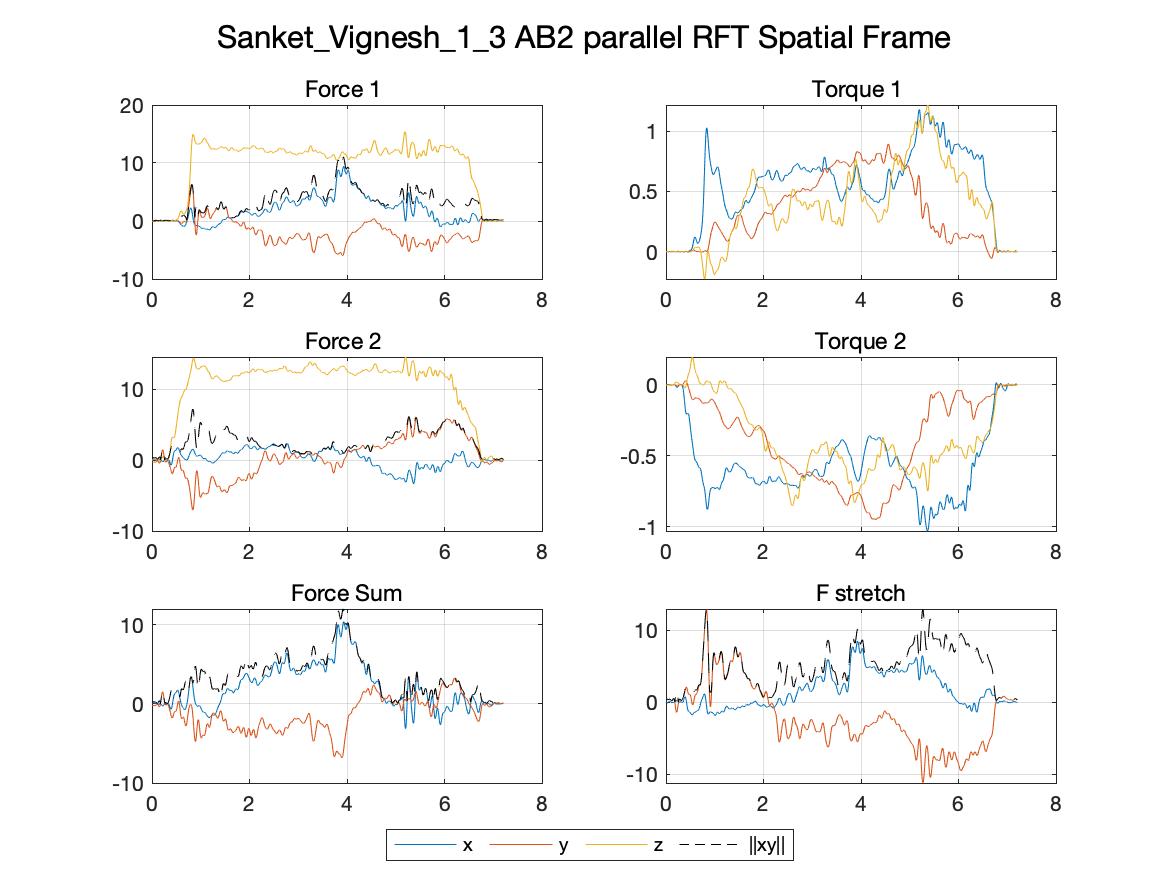 Sanket_Vignesh_1_3 AB2 parallel RFT Spatial Frame
Force 1
20
10
0
-10
0 2 4 6 8
Torque 1
1
0.5
0
0 2 4 6 8
Force 2
10
0
-10
0 2 4 6 8
Torque 2
0
-0.5
-1
0 2 4 6 8
Force Sum
10
0
-10
0 2 4 6 8
F stretch
10
0
-10
0 2 4 6 8
x y z ||xy||